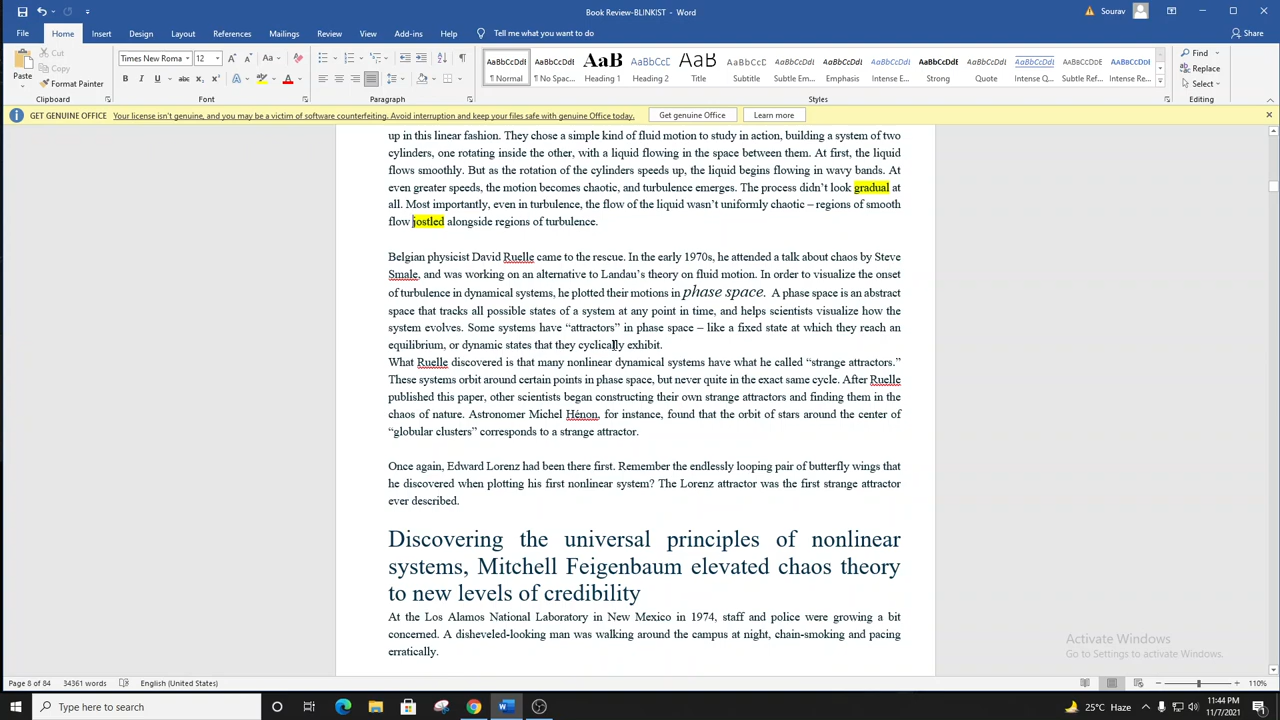 Book Review-BLINKIST - Word
Sourav
File Home Insert Design Layout References Mailings Review View Add-ins Help Tell me what you want to do
Share
Paste
Cut
Copy
Format Painter
Clipboard
Times New Roma 12
Font
Paragraph
AaBbCcDdI AaBbCcDdI AaB AaBbCcDd AaB AaBbCcDdI AaBbCcDdI AaBbCcDdI AaBbCcDdI AaBbCcDdI AaBbCcDdI AaBbCcDdI AaBbCcDdI AaBbCcDdI
¶ Normal ¶ No Spac... Heading 1 Heading 2 Title Subtitle Subtle Em... Emphasis Intense E... Strong Quote Intense Q... Subtle Ref... Intense Re...
Styles
Find
Replace
Select
Editing
GET GENUINE OFFICE Your license isn't genuine, and you may be a victim of software counterfeiting. Avoid interruption and keep your files safe with genuine Office today. Get genuine Office Learn more
up in this linear fashion. They chose a simple kind of fluid motion to study in action, building a system of two
cylinders, one rotating inside the other, with a liquid flowing in the space between them. At first, the liquid
flows smoothly. But as the rotation of the cylinders speeds up, the liquid begins flowing in wavy bands. At
even greater speeds, the motion becomes chaotic, and turbulence emerges. The process didn't look gradual at
all. Most importantly, even in turbulence, the flow of the liquid wasn't uniformly chaotic – regions of smooth
flow jostled alongside regions of turbulence.
Belgian physicist David Ruelle came to the rescue. In the early 1970s, he attended a talk about chaos by Steve
Smale, and was working on an alternative to Landau's theory on fluid motion. In order to visualize the onset
of turbulence in dynamical systems, he plotted their motions in phase space. A phase space is an abstract
space that tracks all possible states of a system at any point in time, and helps scientists visualize how the
system evolves. Some systems have “attractors” in phase space – like a fixed state at which they reach an
equilibrium, or dynamic states that they cyclically exhibit.
What Ruelle discovered is that many nonlinear dynamical systems have what he called “strange attractors.”
These systems orbit around certain points in phase space, but never quite in the exact same cycle. After Ruelle
published this paper, other scientists began constructing their own strange attractors and finding them in the
chaos of nature. Astronomer Michel Hénon, for instance, found that the orbit of stars around the center of
“globular clusters” corresponds to a strange attractor.
Once again, Edward Lorenz had been there first. Remember the endlessly looping pair of butterfly wings that
he discovered when plotting his first nonlinear system? The Lorenz attractor was the first strange attractor
ever described.
Discovering the universal principles of nonlinear
systems, Mitchell Feigenbaum elevated chaos theory
to new levels of credibility
At the Los Alamos National Laboratory in New Mexico in 1974, staff and police were growing a bit
concerned. A disheveled-looking man was walking around the campus at night, chain-smoking and pacing
erratically.
Activate Windows
Go to Settings to activate Windows.
Page 8 of 84 34361 words English (United States)
110%
Type here to search
25°C Haze
11:44 PM
11/7/2021